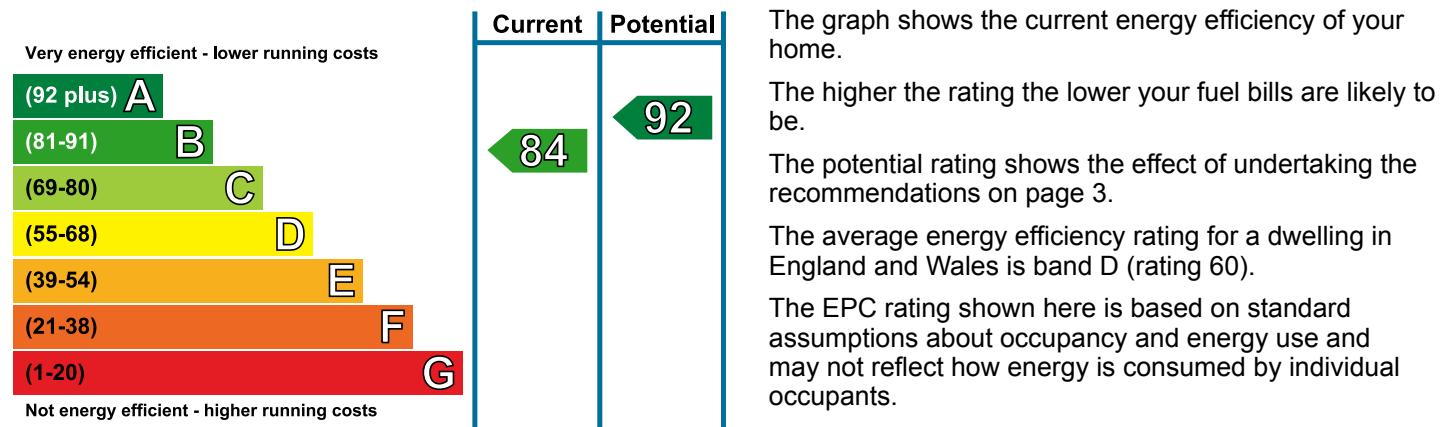 Current Potential
Very energy efficient - lower running costs
(92 plus) A
(81-91) B
(69-80) C
(55-68) D
(39-54) E
(21-38) F
(1-20) G
Not energy efficient - higher running costs
84
92
The graph shows the current energy efficiency of your
home.
The higher the rating the lower your fuel bills are likely to
be.
The potential rating shows the effect of undertaking the
recommendations on page 3.
The average energy efficiency rating for a dwelling in
England and Wales is band D (rating 60).
The EPC rating shown here is based on standard
assumptions about occupancy and energy use and
may not reflect how energy is consumed by individual
occupants.